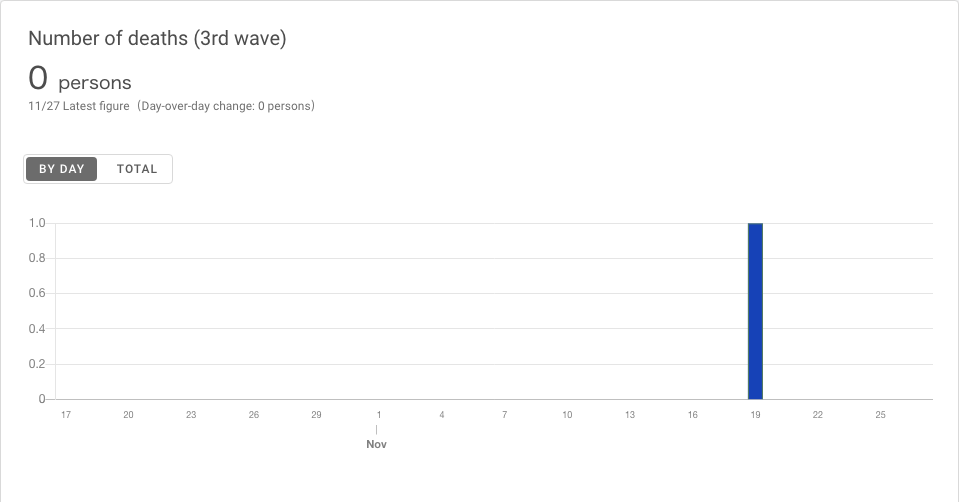 Number of deaths (3rd wave)
0 persons
11/27 Latest figure (Day-over-day change: 0 persons)
BY DAY TOTAL
1.0
0.8
0.6
0.4
0.2
0
17 20 23 26 29 1 4 7 10 13 16 19 22 25
Nov